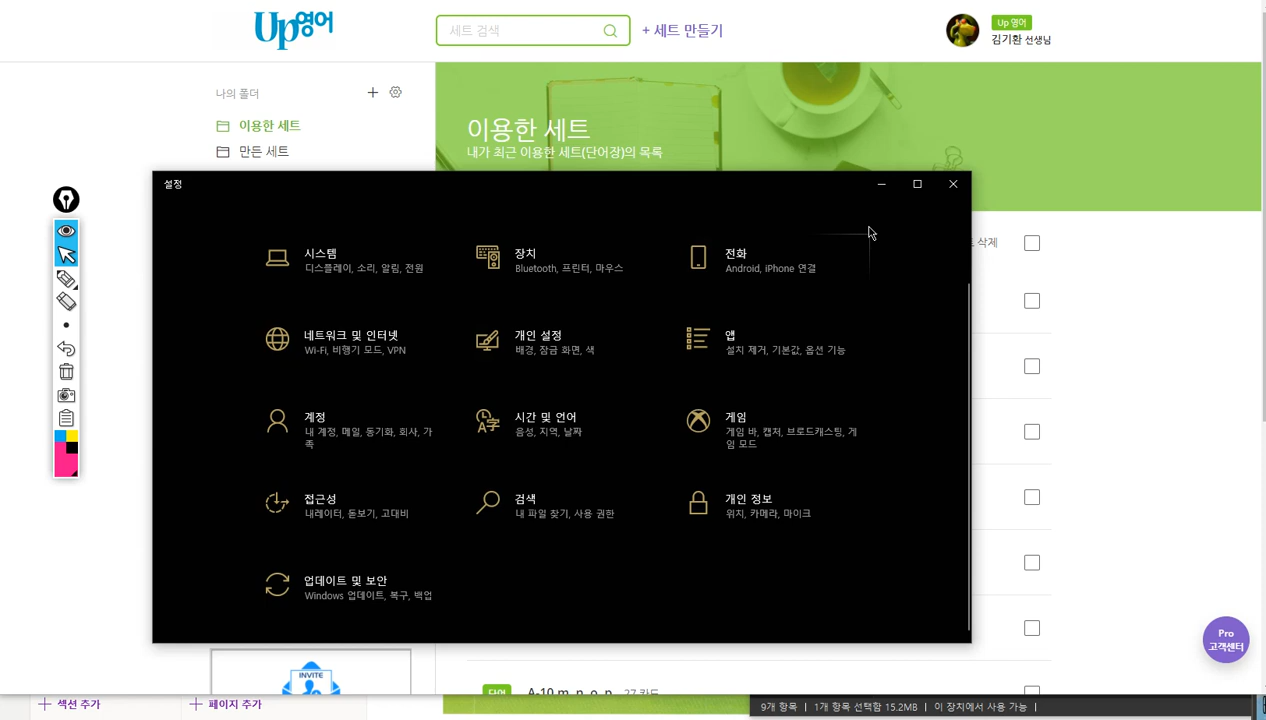 Up영어
세트 검색
+ 세트 만들기
Up 영어
김기환 선생님
나의 폴더
이용한 세트
만든 세트
이용한 세트
내가 최근 이용한 세트(단어장)의 목록
설정
삭제
시스템
디스플레이, 소리, 알림, 전원
장치
Bluetooth, 프린터, 마우스
전화
Android, iPhone 연결
네트워크 및 인터넷
Wi-Fi, 비행기 모드, VPN
개인 설정
배경, 잠금 화면, 색
앱
설치 제거, 기본값, 옵션 기능
계정
내 계정, 메일, 동기화, 회사, 가
족
시간 및 언어
음성, 지역, 날짜
게임
게임 바, 캡처, 브로드캐스팅, 게
임 모드
접근성
내레이터, 돋보기, 고대비
검색
내 파일 찾기, 사용 권한
개인 정보
위치, 카메라, 마이크
업데이트 및 보안
Windows 업데이트, 복구, 백업
Pro
고객센터
INVITE
단어
A-10 m, n, o, p
27 카드
섹션 추가
페이지 추가
9개 항목 | 1개 항목 선택함 15.2MB | 이 장치에서 사용 가능 |